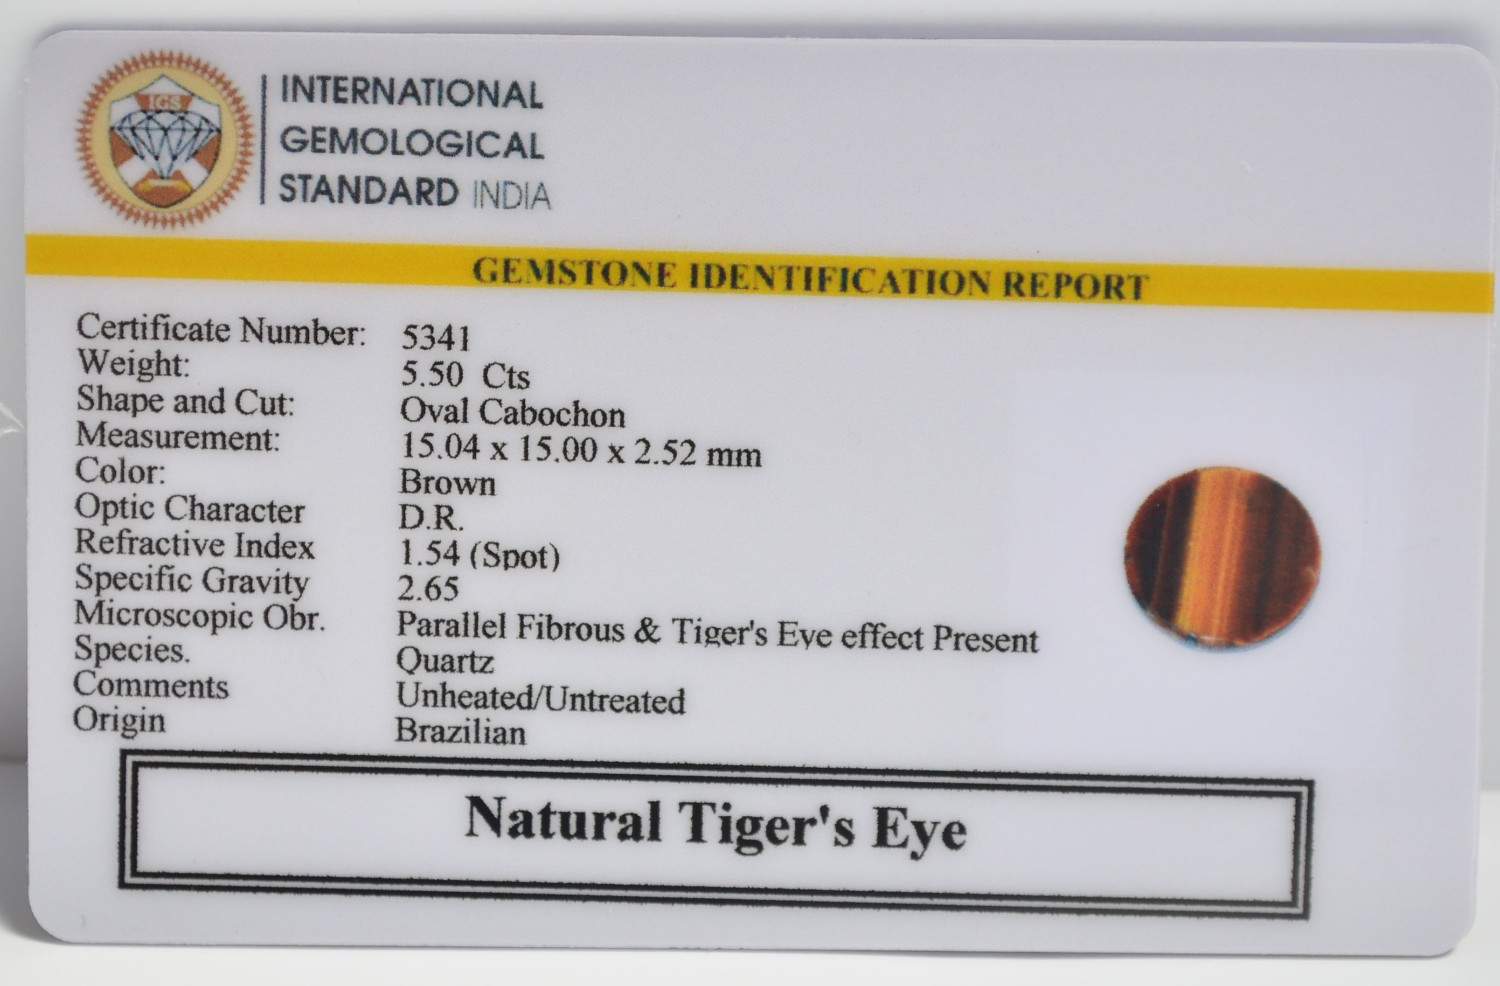 IGS
INTERNATIONAL
GEMOLOGICAL
STANDARD INDIA
GEMSTONE IDENTIFICATION REPORT
Certificate Number: 5341
Weight: 5.50 Cts
Shape and Cut: Oval Cabochon
Measurement: 15.04 x 15.00 x 2.52 mm
Color: Brown
Optic Character D.R.
Refractive Index 1.54 (Spot)
Specific Gravity 2.65
Microscopic Obr. Parallel Fibrous & Tiger's Eye effect Present
Species. Quartz
Comments Unheated/Untreated
Origin Brazilian
Natural Tiger's Eye